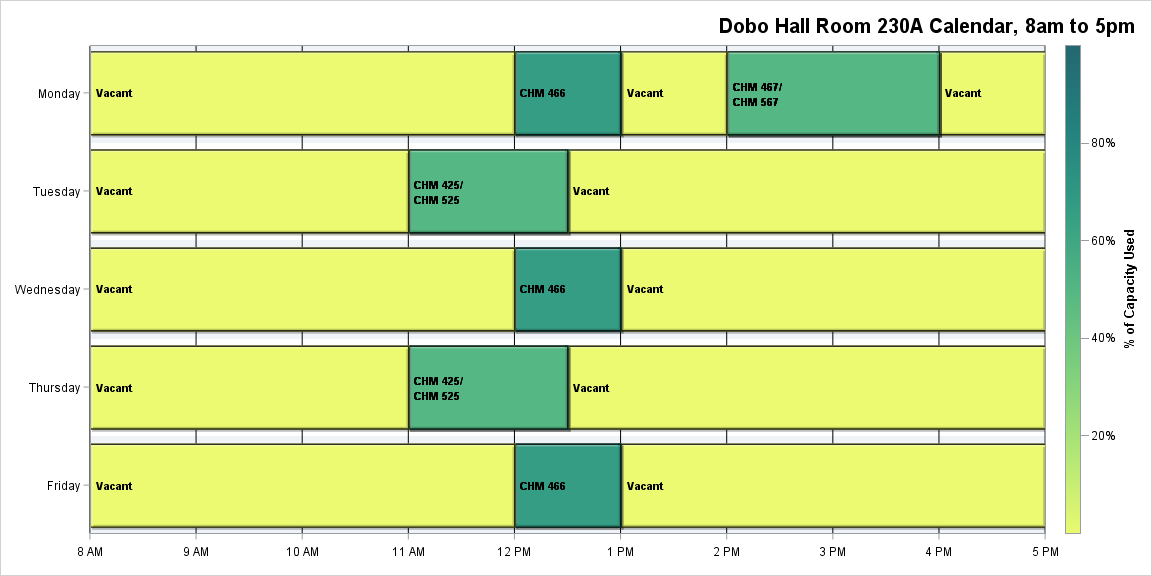 Dobo Hall Room 230A Calendar, 8am to 5pm
Monday
Vacant
CHM 466
Vacant
CHM 467/
CHM 567
Vacant
Tuesday
Vacant
CHM 425/
CHM 525
Vacant
Wednesday
Vacant
CHM 466
Vacant
Thursday
Vacant
CHM 425/
CHM 525
Vacant
Friday
Vacant
CHM 466
Vacant
8 AM
9 AM
10 AM
11 AM
12 PM
1 PM
2 PM
3 PM
4 PM
5 PM
80%
60%
40%
20%
% of Capacity Used